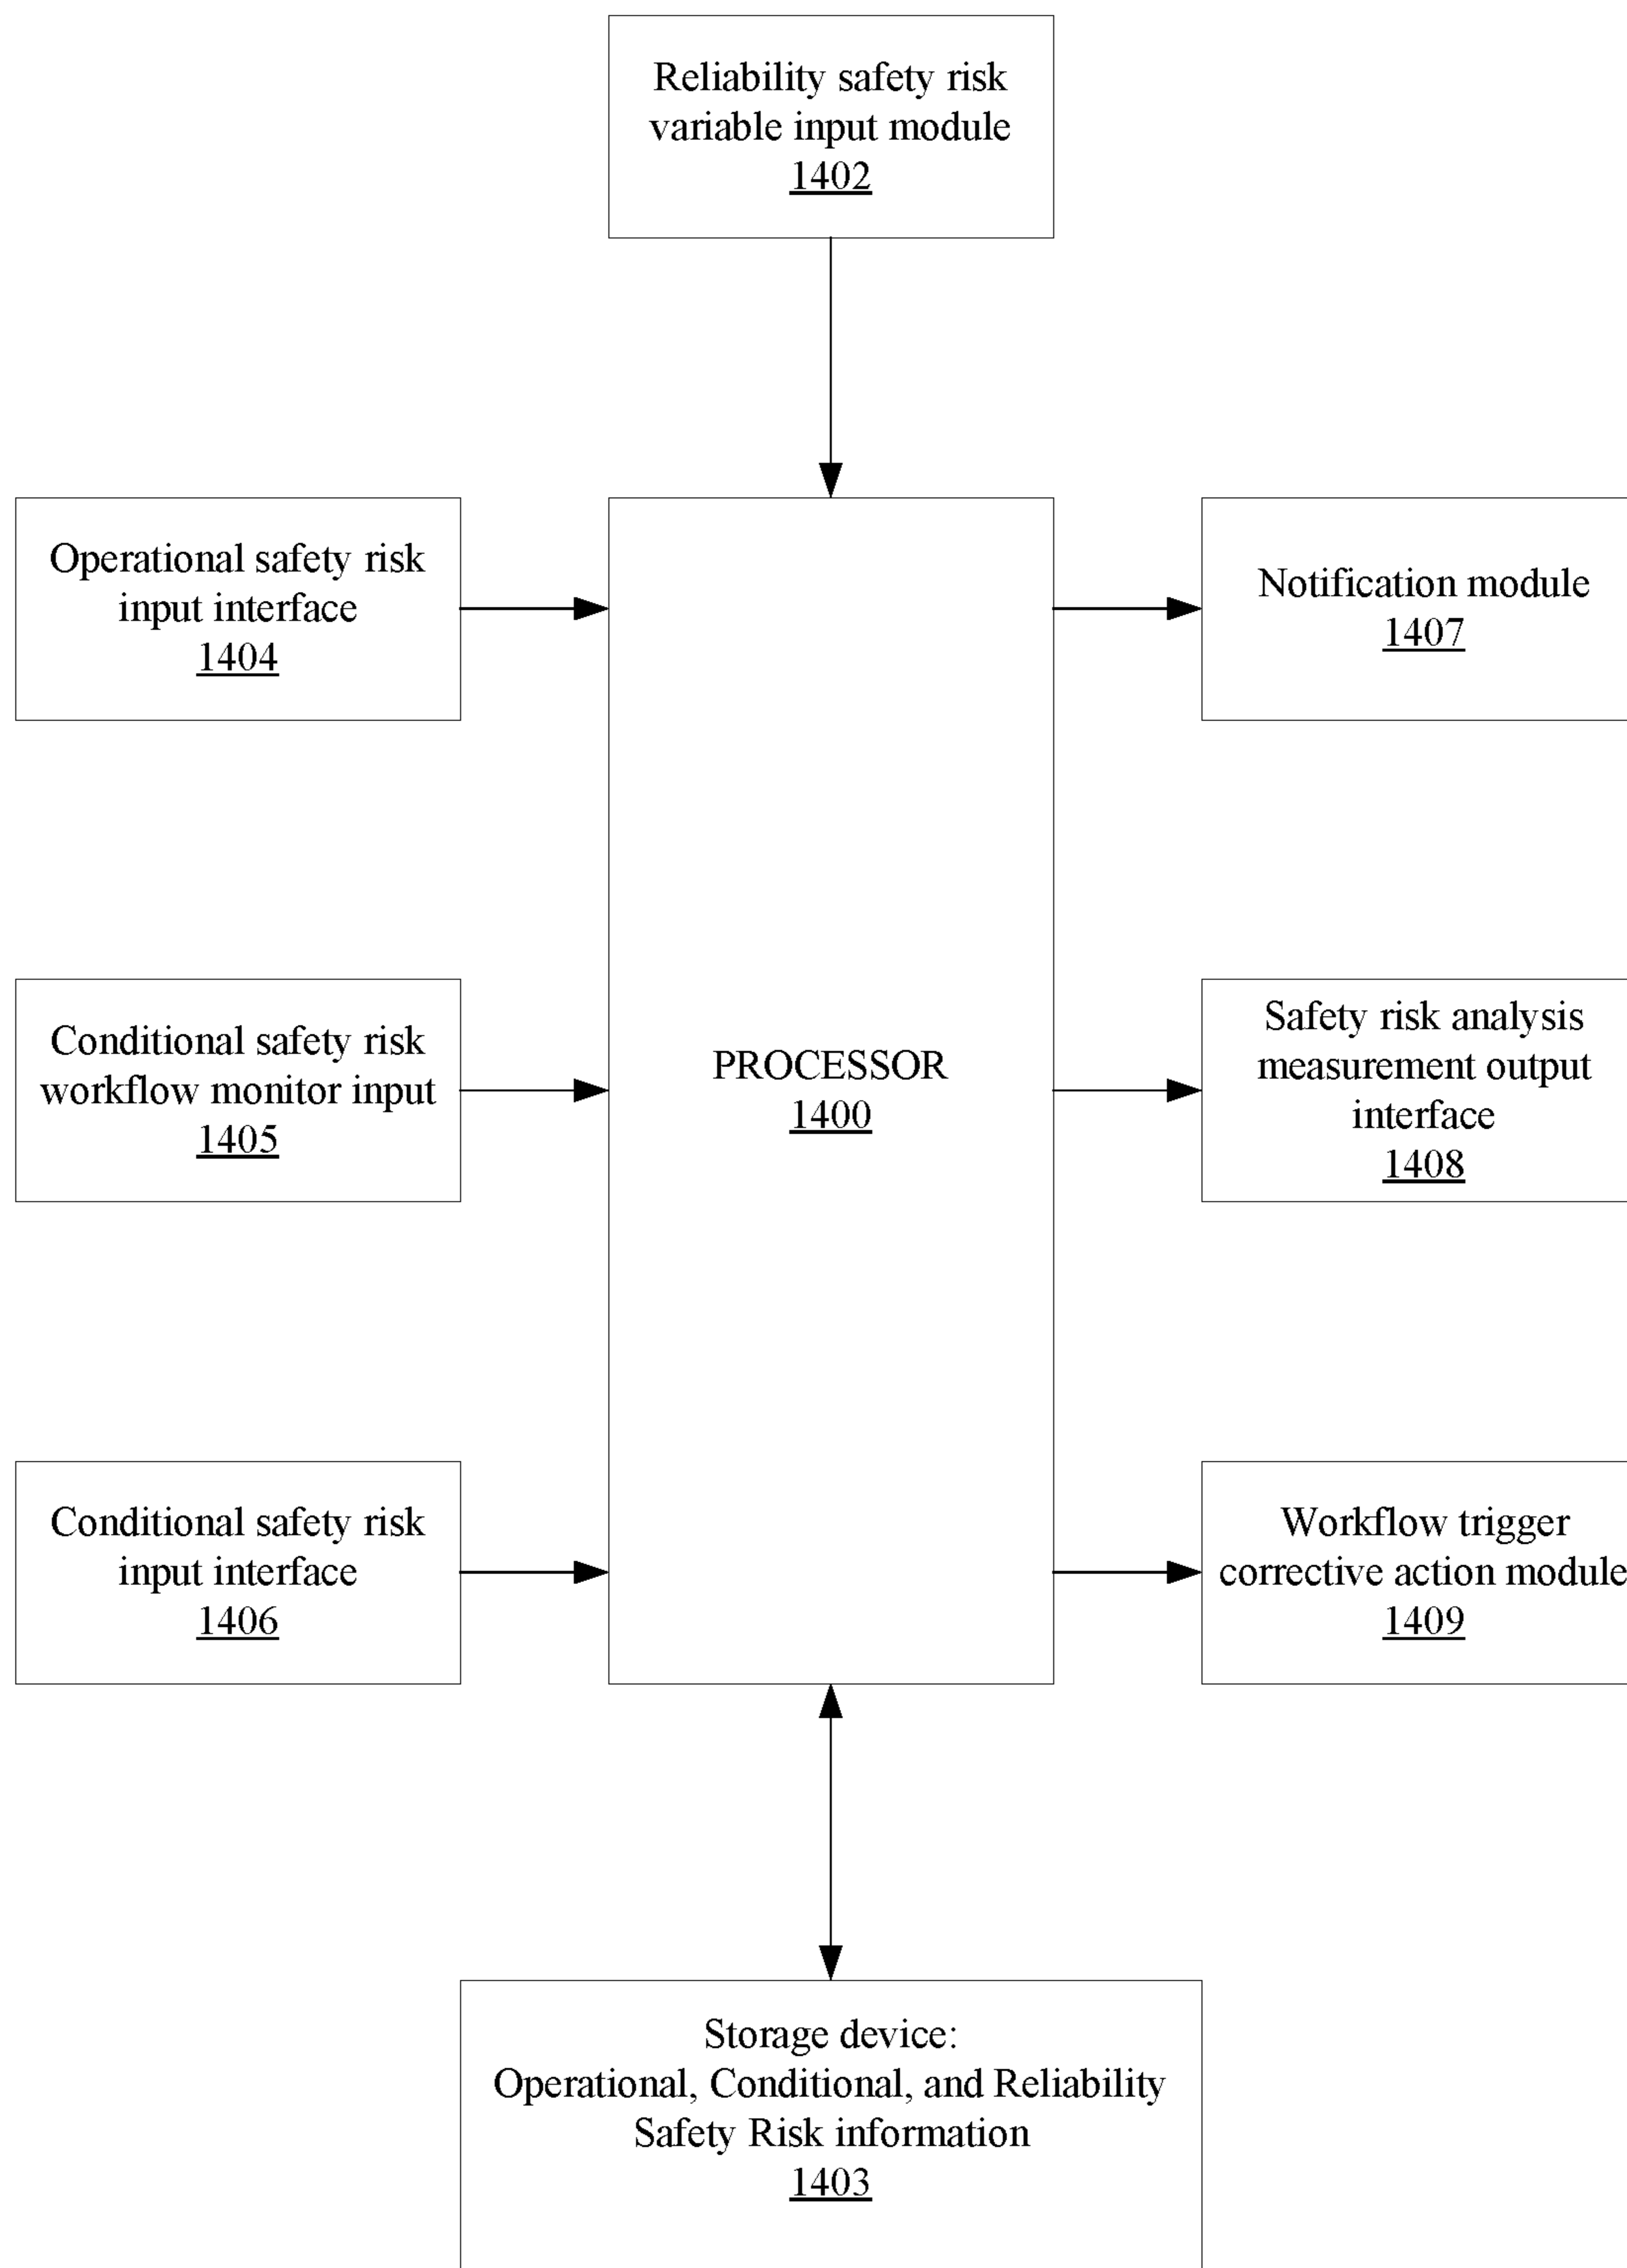 Reliability safety risk
variable input module
1402
Operational safety risk
input interface
1404
Notification module
1407
Conditional safety risk
workflow monitor input
1405
PROCESSOR
1400
Safety risk analysis
measurement output
interface
1408
Conditional safety risk
input interface
1406
Workflow trigger
corrective action module
1409
Storage device:
Operational, Conditional, and Reliability
Safety Risk information
1403